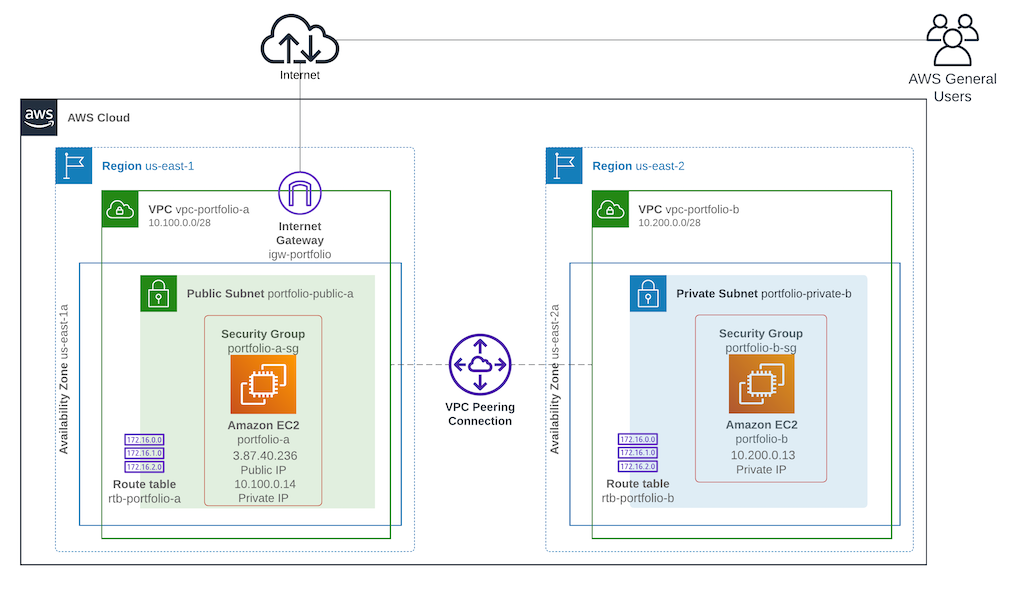 Internet
AWS General
Users
aws
AWS Cloud
Region us-east-1
VPC vpc-portfolio-a
10.100.0.0/28
Internet
Gateway
igw-portfolio
Availability Zone us-east-1a
Public Subnet portfolio-public-a
Security Group
portfolio-a-sg
Amazon EC2
portfolio-a
3.87.40.236
Public IP
10.100.0.14
Private IP
172.16.0.0
172.16.1.0
172.16.2.0
Route table
rtb-portfolio-a
VPC Peering
Connection
Region us-east-2
VPC vpc-portfolio-b
10.200.0.0/28
Availability Zone us-east-2a
Private Subnet portfolio-private-b
Security Group
portfolio-b-sg
Amazon EC2
portfolio-b
10.200.0.13
Private IP
172.16.0.0
172.16.1.0
172.16.2.0
Route table
rtb-portfolio-b